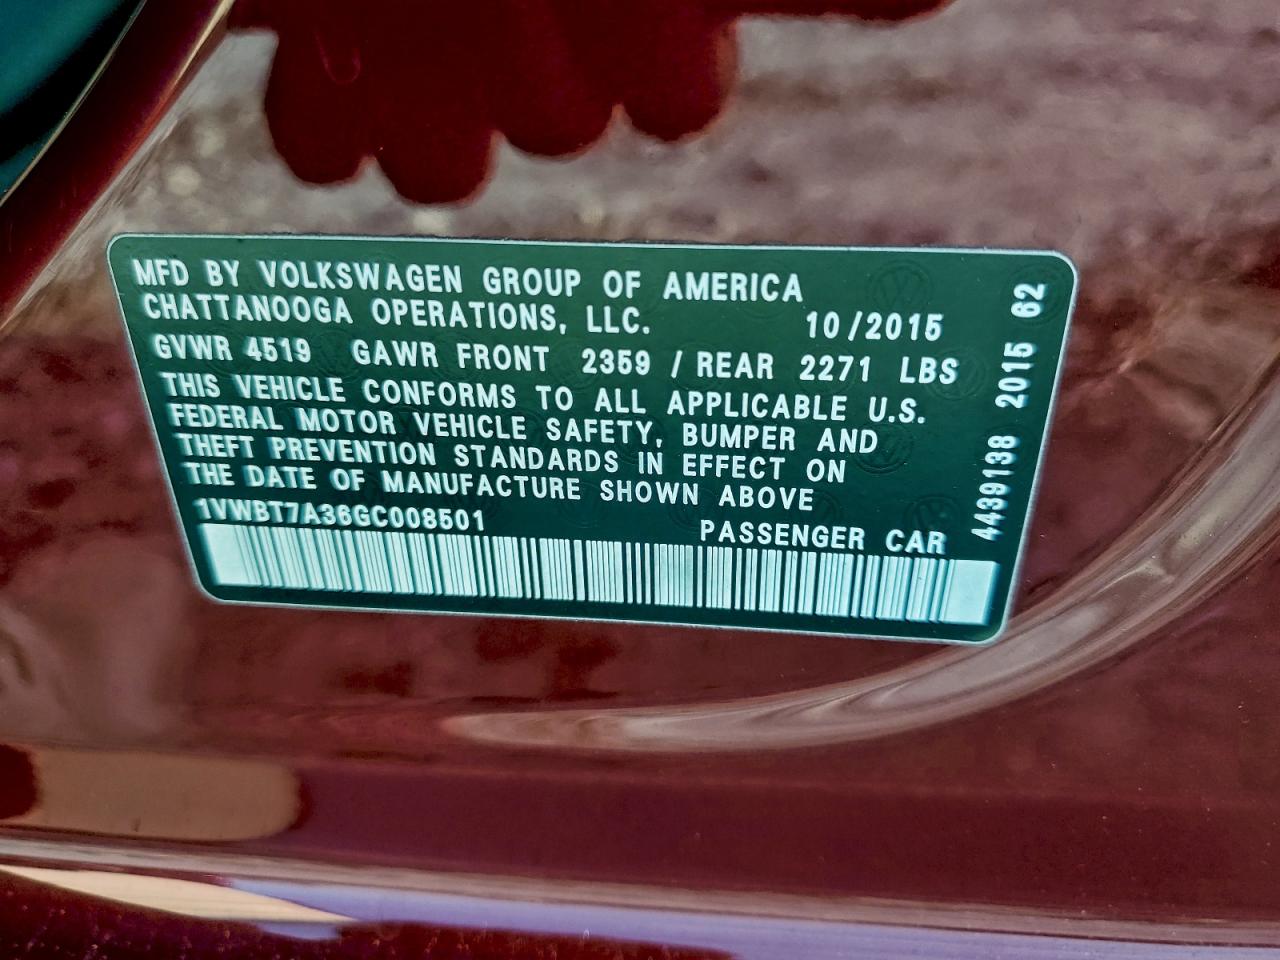 MFD BY VOLKSWAGEN GROUP OF AMERICA
CHATTANOOGA OPERATIONS, LLC.
10/2015
GVWR 4519 GAWR FRONT 2359 / REAR 2271 LBS
THIS VEHICLE CONFORMS TO ALL APPLICABLE U.S.
FEDERAL MOTOR VEHICLE SAFETY, BUMPER AND
THEFT PREVENTION STANDARDS IN EFFECT ON
THE DATE OF MANUFACTURE SHOWN ABOVE
1VWBT7A36GC008501
PASSENGER CAR
4439138 2015 62